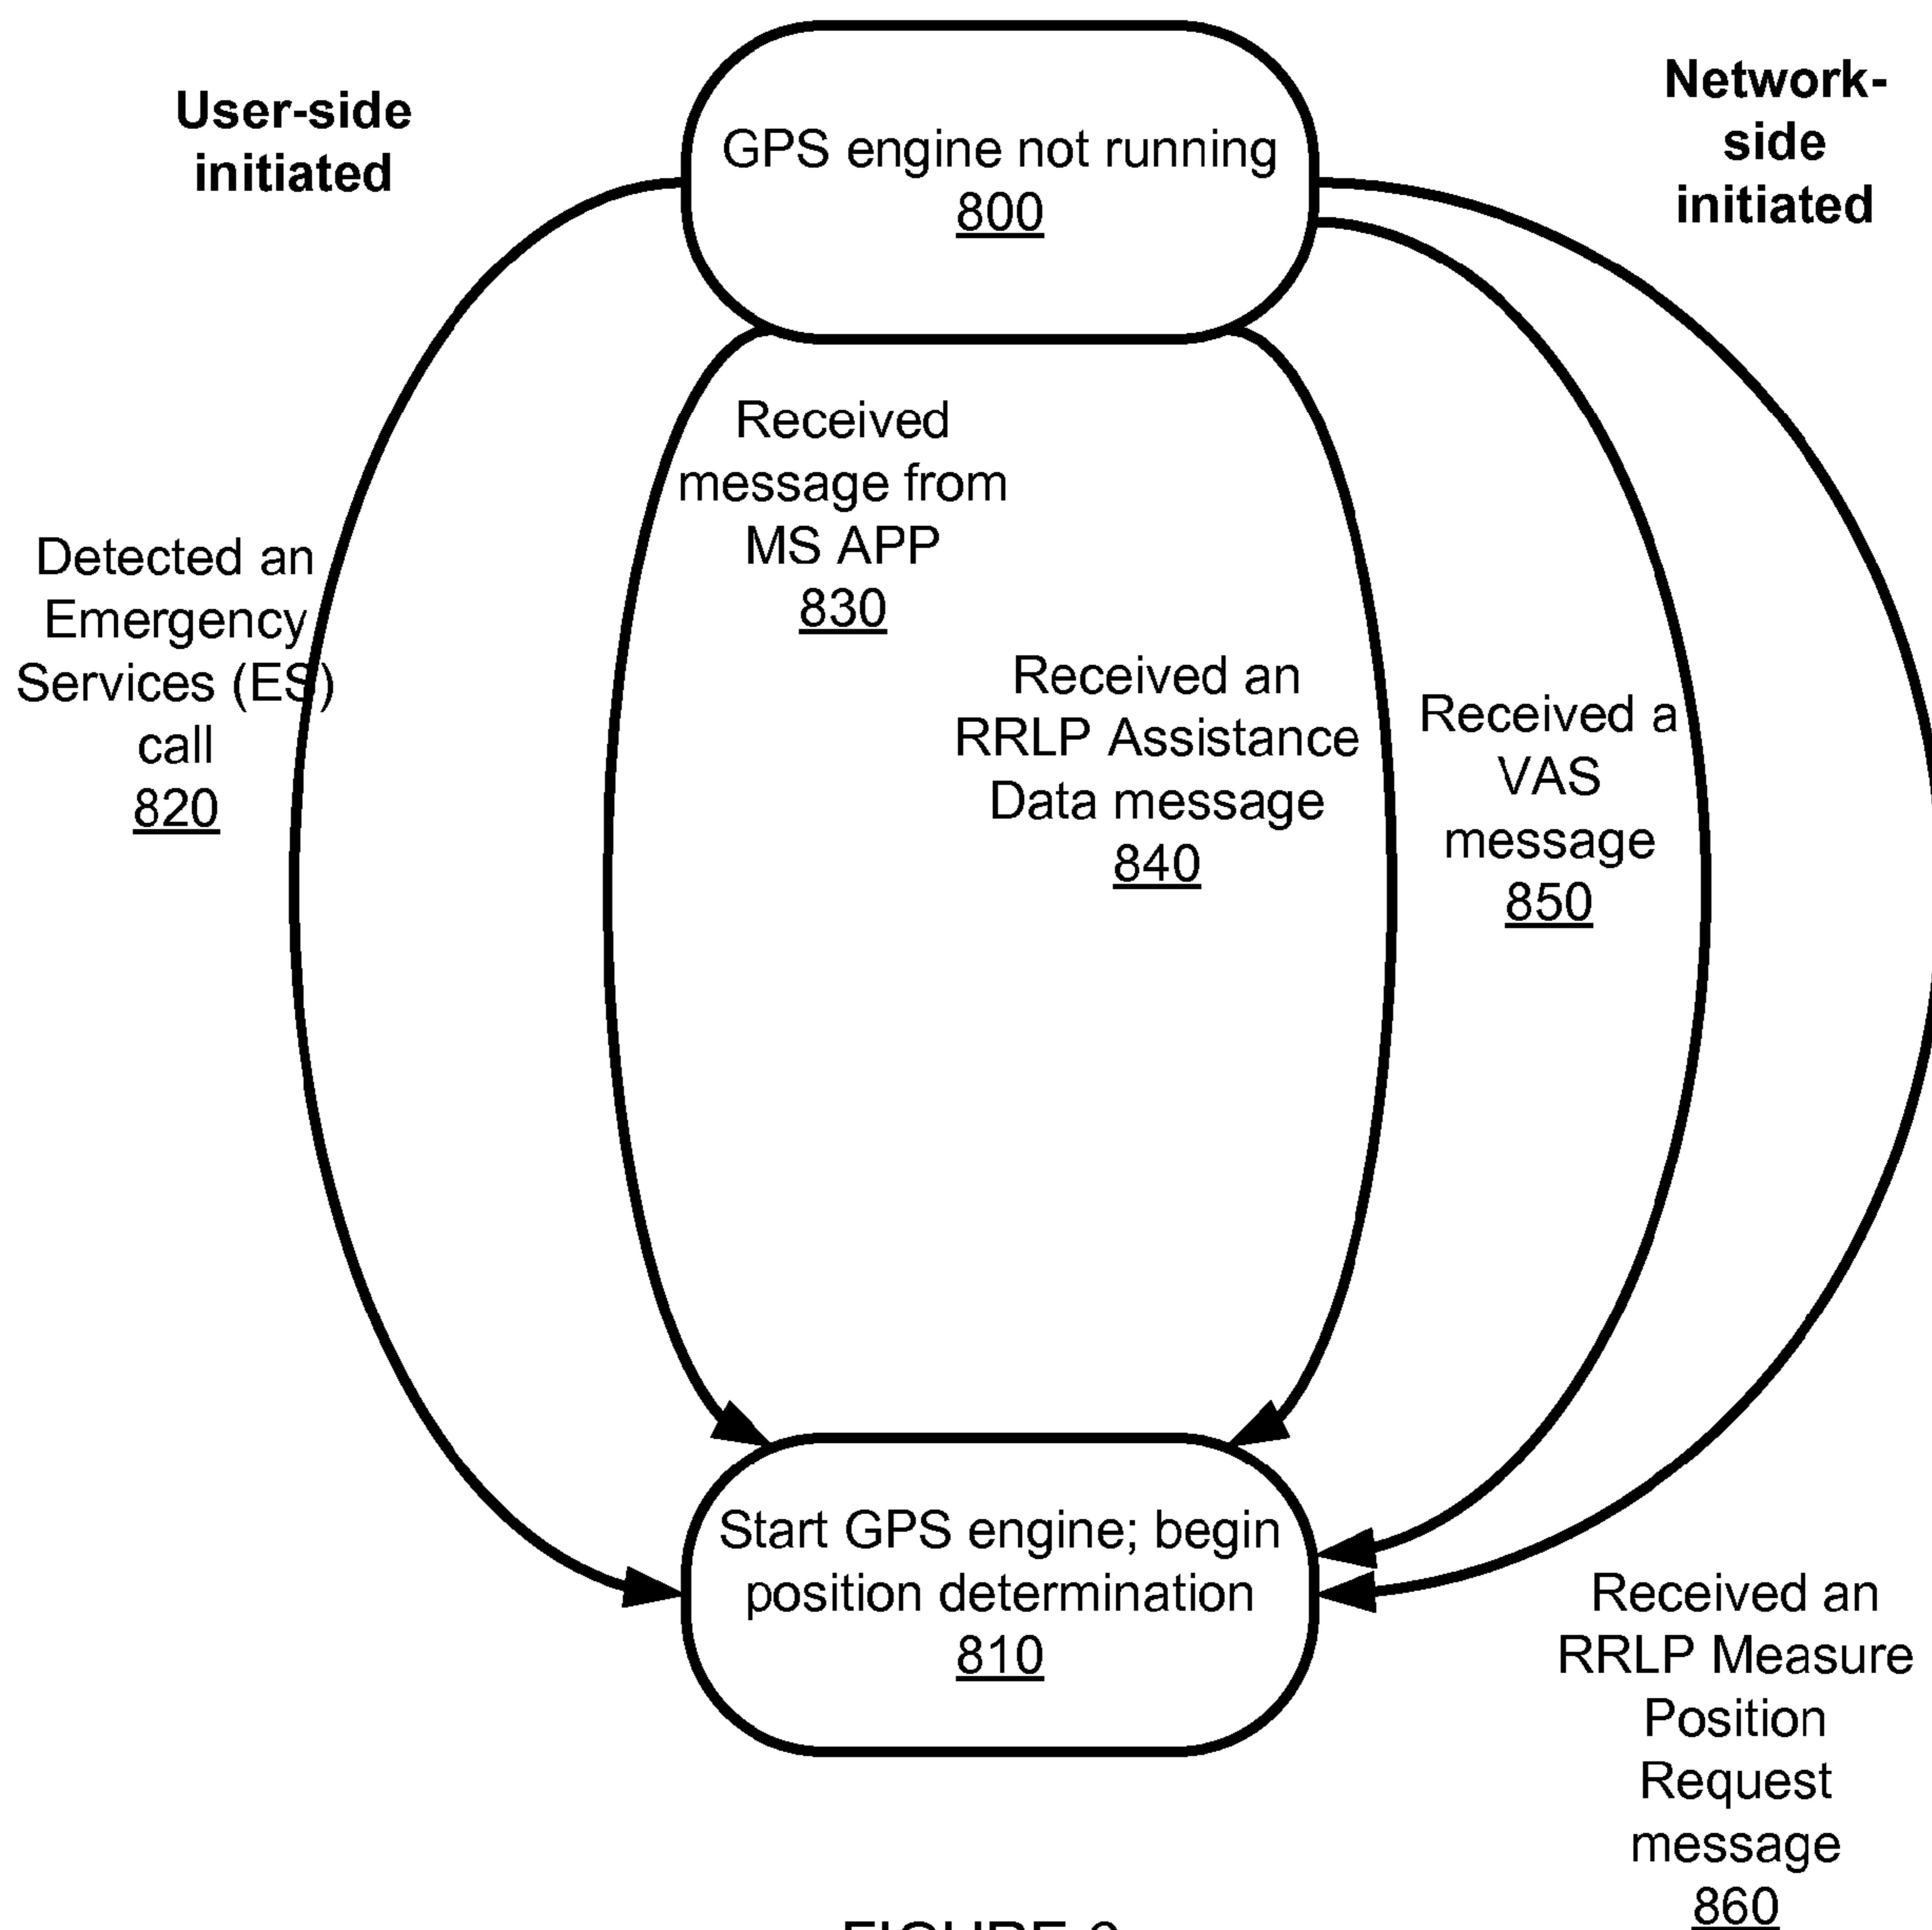 User-side
initiated
GPS engine not running
800
Network-
side
initiated
Detected an
Emergency
Services (ES)
call
820
Received
message from
MS APP
830
Received an
RRLP Assistance
Data message
840
Received a
VAS
message
850
Start GPS engine; begin
position determination
810
Received an
RRLP Measure
Position
Request
message
860
FIGURE